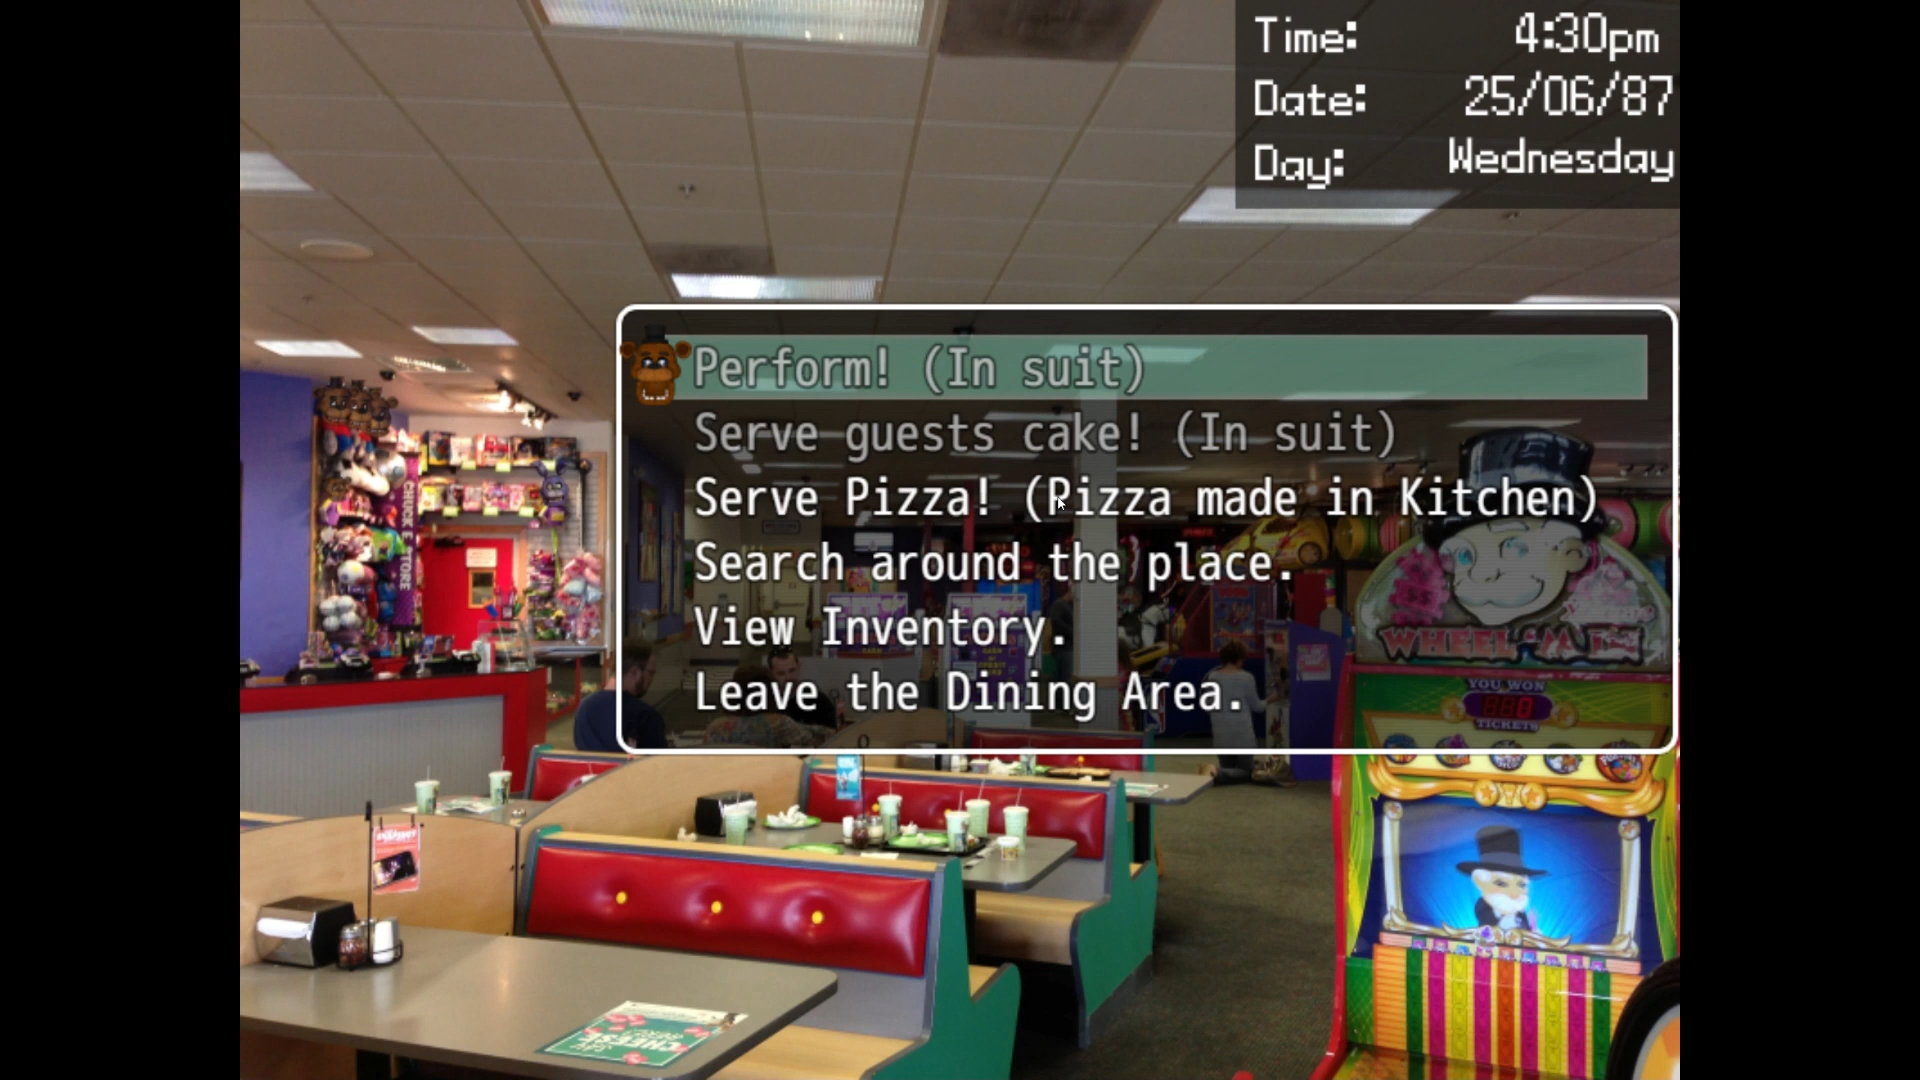 Time: 4:30pm
Date: 25/06/87
Day: Wednesday
Perform! (In suit)
Serve guests cake! (In suit)
Serve Pizza! (Pizza made in Kitchen)
Search around the place.
View Inventory.
Leave the Dining Area.
CHUCK E STORE
WHEEL 'M IN
YOU WON
TICKETS
CHEESE